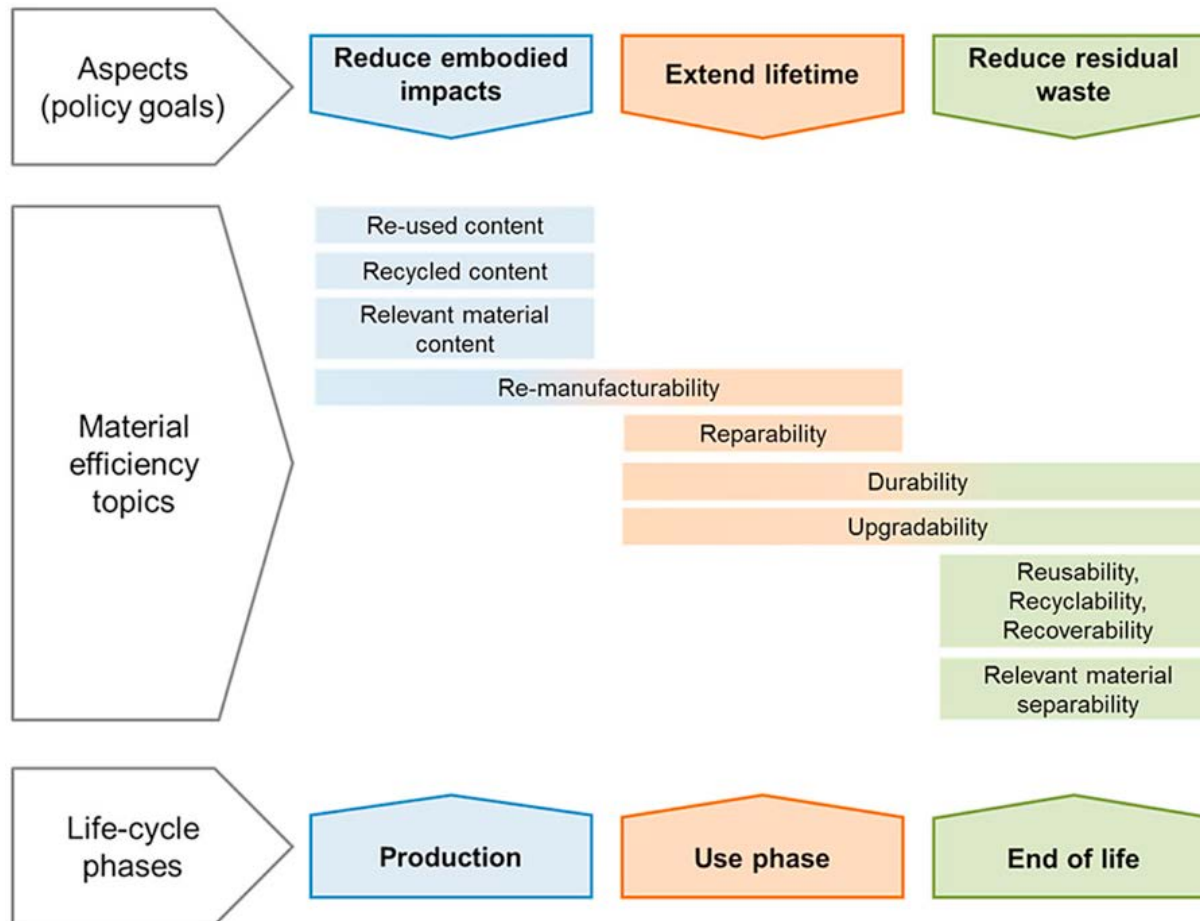 Aspects
(policy goals)
Reduce embodied
impacts
Extend lifetime
Reduce residual
waste
Material
efficiency
topics
Re-used content
Recycled content
Relevant material
content
Re-manufacturability
Reparability
Durability
Upgradability
Reusability,
Recyclability,
Recoverability
Relevant material
separability
Life-cycle
phases
Production
Use phase
End of life